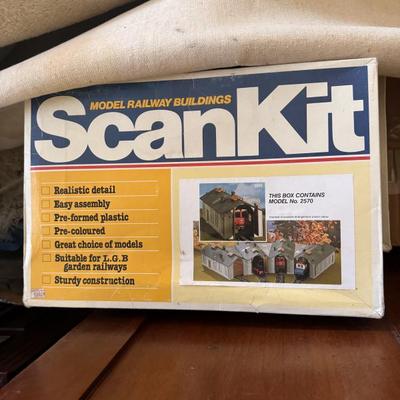 MODEL RAILWAY BUILDINGS
ScanKit
Realistic detail
Easy assembly
Pre-formed plastic
Pre-coloured
Great choice of models
Suitable for L.G.B
garden railways
Sturdy construction
THIS BOX CONTAINS
MODEL No. 2570